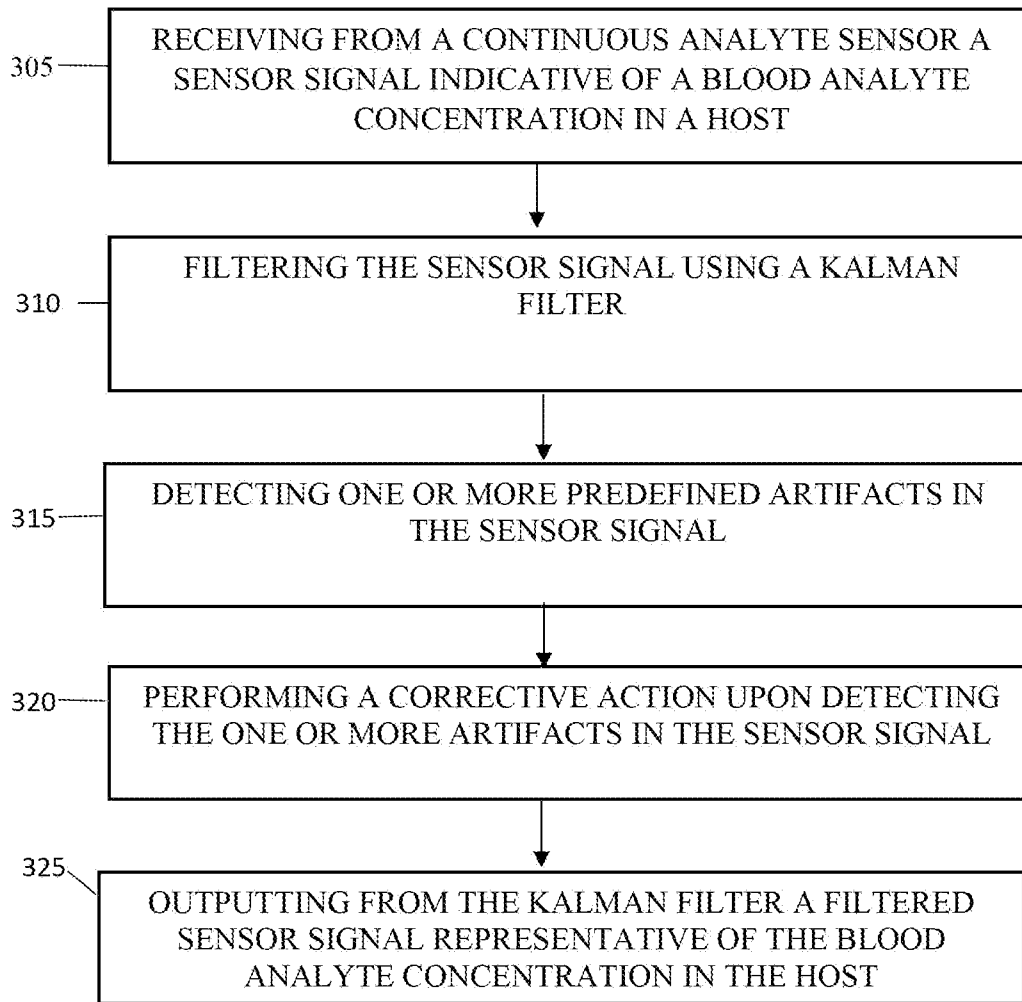 305
RECEIVING FROM A CONTINUOUS ANALYTE SENSOR A
SENSOR SIGNAL INDICATIVE OF A BLOOD ANALYTE
CONCENTRATION IN A HOST
310
FILTERING THE SENSOR SIGNAL USING A KALMAN
FILTER
315
DETECTING ONE OR MORE PREDEFINED ARTIFACTS IN
THE SENSOR SIGNAL
320
PERFORMING A CORRECTIVE ACTION UPON DETECTING
THE ONE OR MORE ARTIFACTS IN THE SENSOR SIGNAL
325
OUTPUTTING FROM THE KALMAN FILTER A FILTERED
SENSOR SIGNAL REPRESENTATIVE OF THE BLOOD
ANALYTE CONCENTRATION IN THE HOST